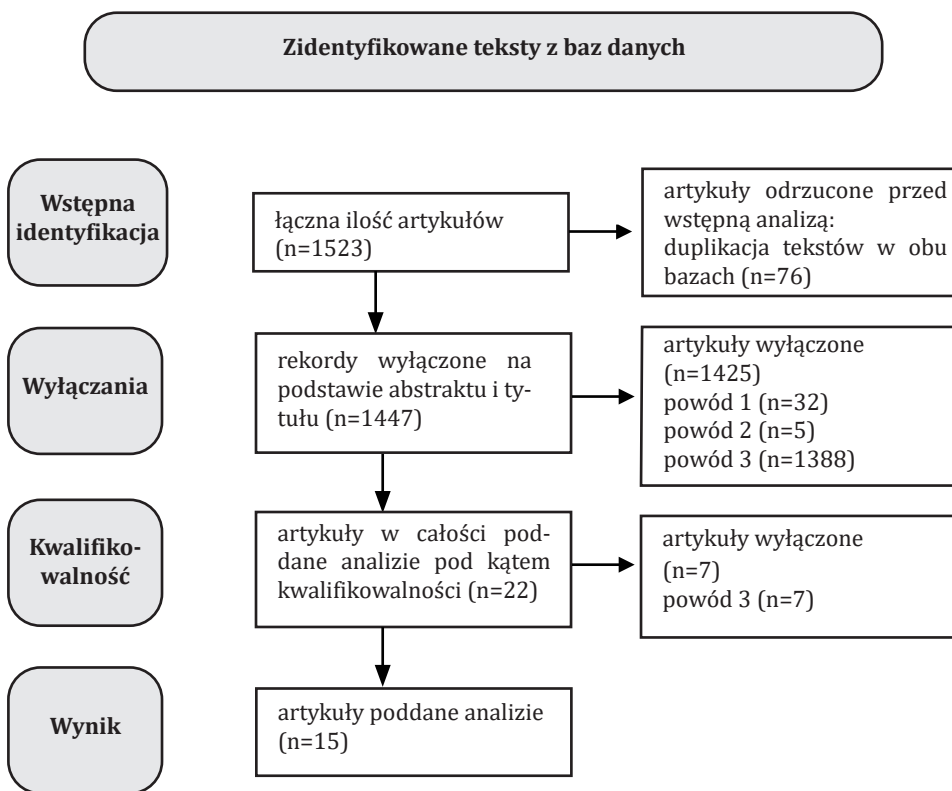 Zidentyfikowane teksty z baz danych
Wstępna
identyfikacja
łączna ilość artykułów
(n=1523)
artykuły odrzucone przed
wstępną analizą:
duplikacja tekstów w obu
bazach (n=76)
Wyłączania
rekordy wyłączone na
podstawie abstraktu i ty-
tułu (n=1447)
artykuły wyłączone
(n=1425)
powód 1 (n=32)
powód 2 (n=5)
powód 3 (n=1388)
Kwalifiko-
walność
artykuły w całości pod-
dane analizie pod kątem
kwalifikowalności (n=22)
artykuły wyłączone
(n=7)
powód 3 (n=7)
Wynik
artykuły poddane analizie
(n=15)